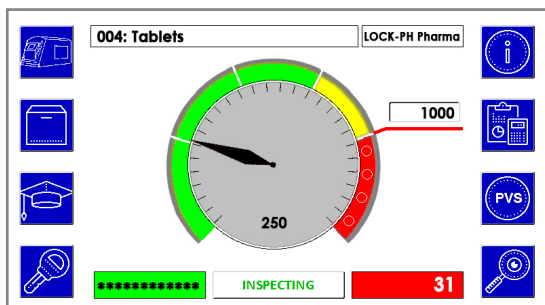 004: Tablets
LOCK-PH Pharma
1000
PVS
250
************
INSPECTING
31